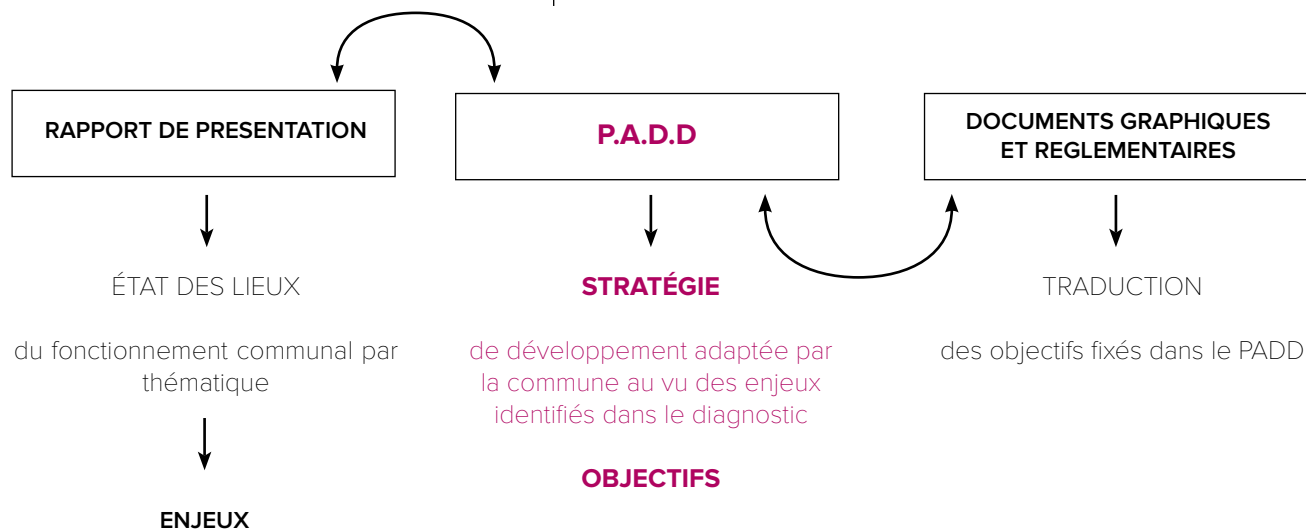 RAPPORT DE PRESENTATION
ÉTAT DES LIEUX
du fonctionnement communal par
thématique
ENJEUX
P.A.D.D
STRATÉGIE
de développement adaptée par
la commune au vu des enjeux
identifiés dans le diagnostic
OBJECTIFS
DOCUMENTS GRAPHIQUES
ET REGLEMENTAIRES
TRADUCTION
des objectifs fixés dans le PADD